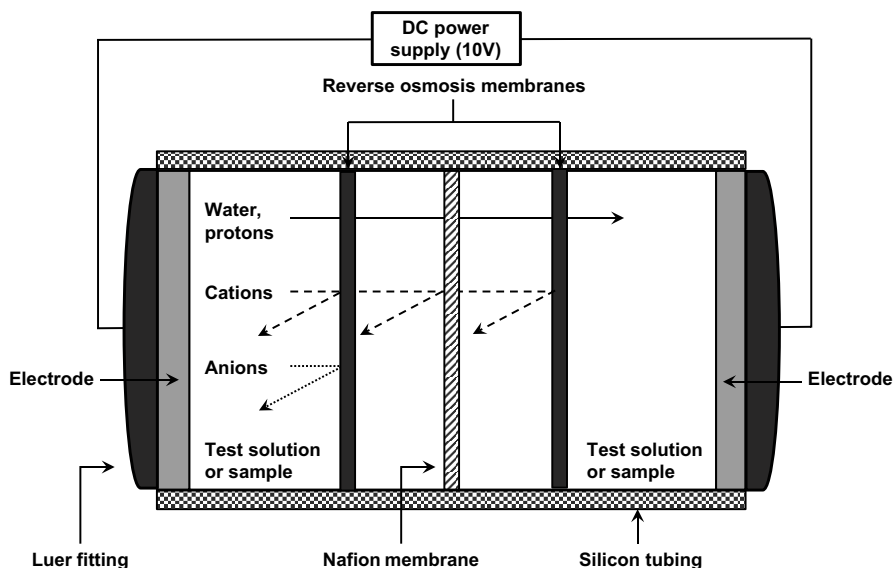 DC power
supply (10V)
Reverse osmosis membranes
Water,
protons
Cations
Anions
Electrode
Electrode
Test solution
or sample
Test solution
or sample
Luer fitting
Nafion membrane
Silicon tubing